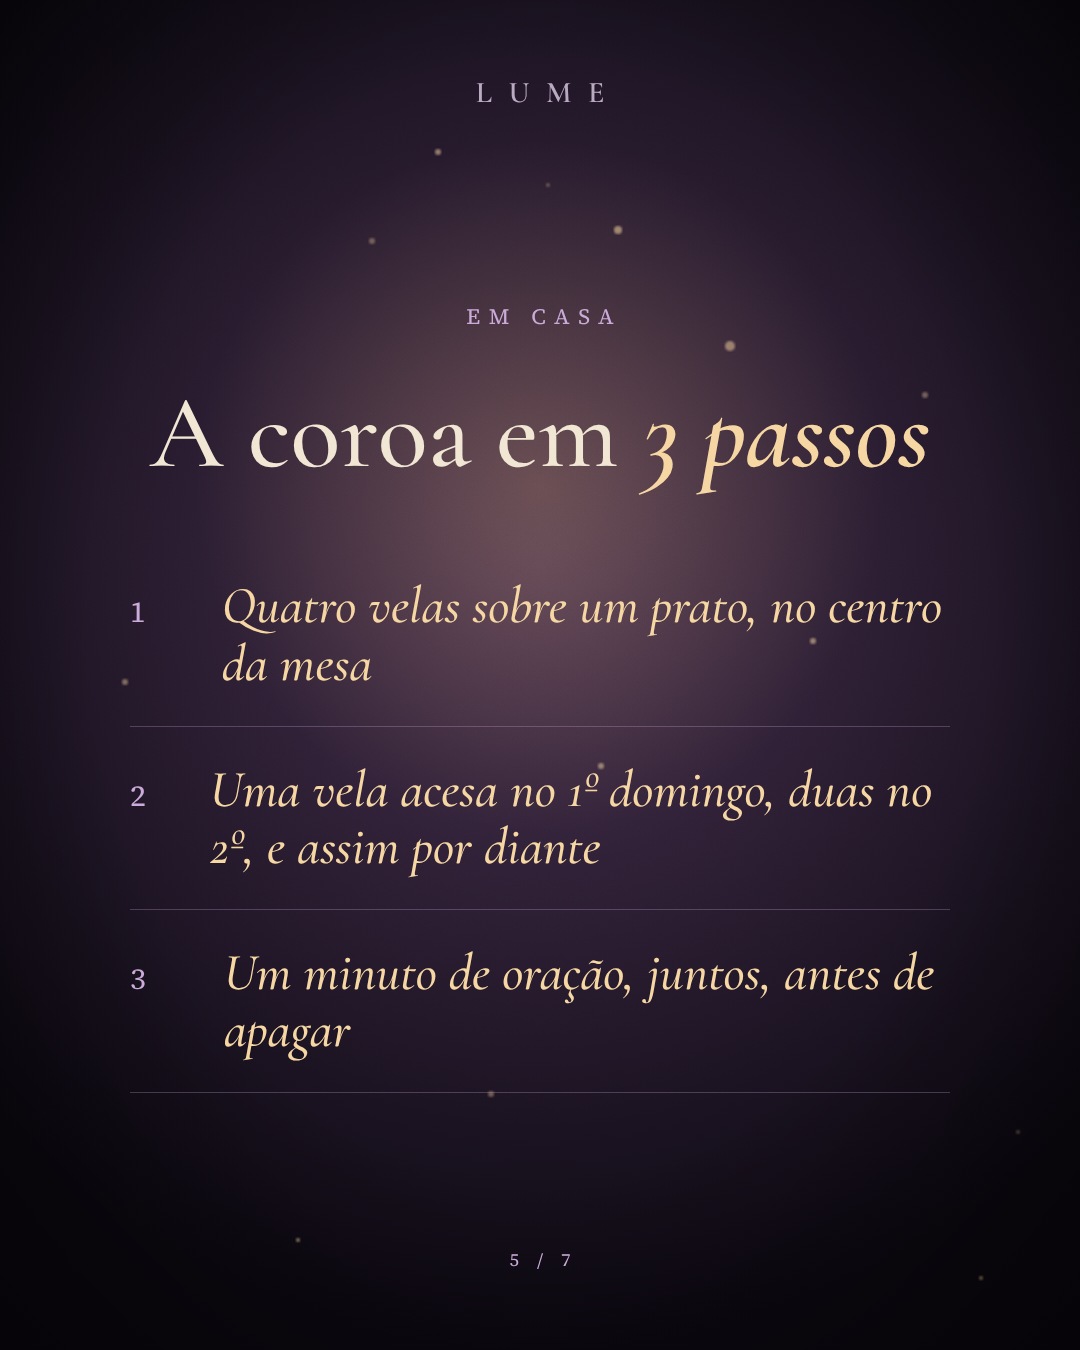 LUME
EM CASA
A coroa em 3 passos
1 Quatro velas sobre um prato, no centro
da mesa
2 Uma vela acesa no 1º domingo, duas no
2º, e assim por diante
3 Um minuto de oração, juntos, antes de
apagar
5 / 7